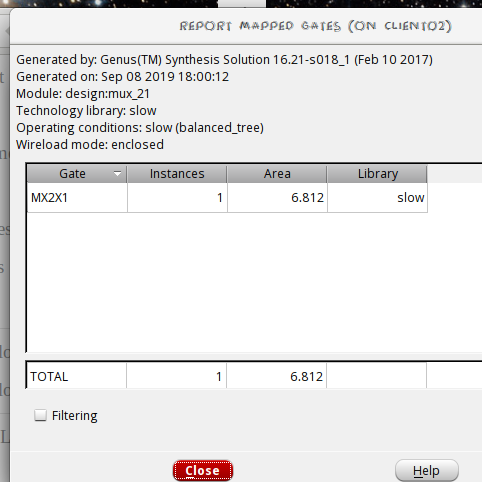 REPORT MAPPED GATES (ON CLIENT02)
Generated by: Genus(TM) Synthesis Solution 16.21-s018_1 (Feb 10 2017)
Generated on: Sep 08 2019 18:00:12
Module: design:mux_21
Technology library: slow
Operating conditions: slow (balanced_tree)
Wireload mode: enclosed
Gate Instances Area Library
MX2X1 1 6.812 slow
TOTAL 1 6.812
Filtering
Close Help